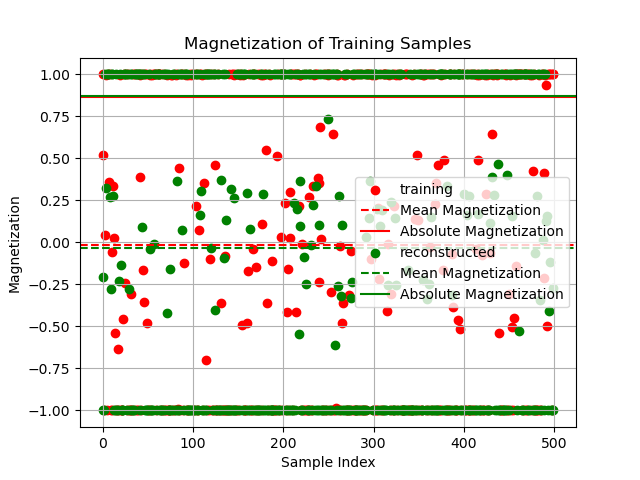 Magnetization of Training Samples
1.00
0.75
0.50
0.25
0.00
−0.25
−0.50
−0.75
−1.00
Magnetization
training
Mean Magnetization
Absolute Magnetization
reconstructed
Mean Magnetization
Absolute Magnetization
0 100 200 300 400 500
Sample Index